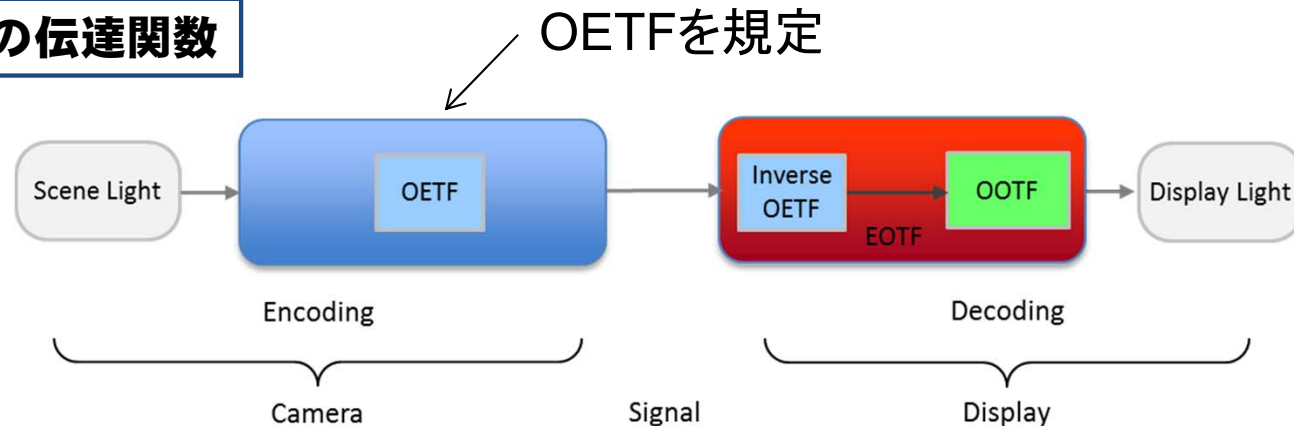 の伝達関数
OETFを規定
Scene Light
OETF
Inverse
OETF
EOTF
OOTF
Display Light
Encoding
Decoding
Camera
Signal
Display